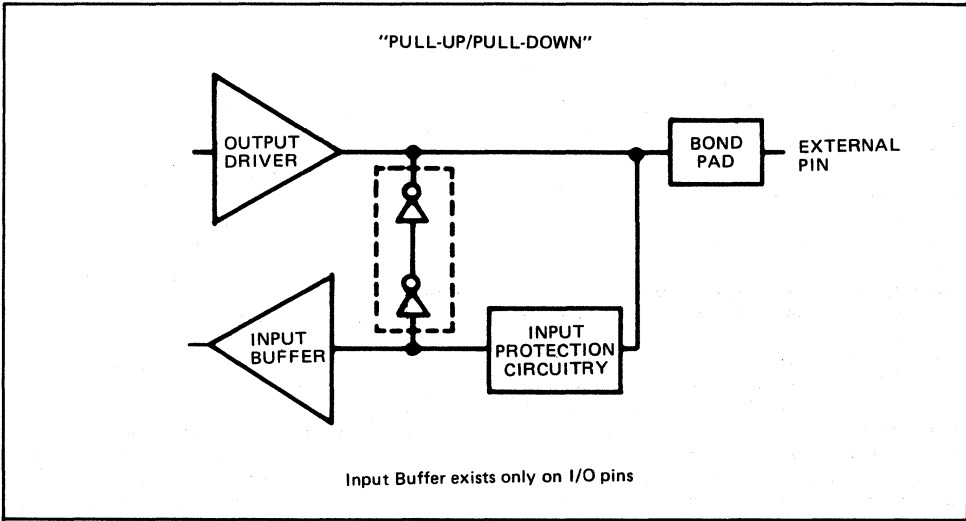 "PULL-UP/PULL-DOWN"
OUTPUT
DRIVER
BOND
PAD
EXTERNAL
PIN
INPUT
BUFFER
INPUT
PROTECTION
CIRCUITRY
Input Buffer exists only on I/O pins